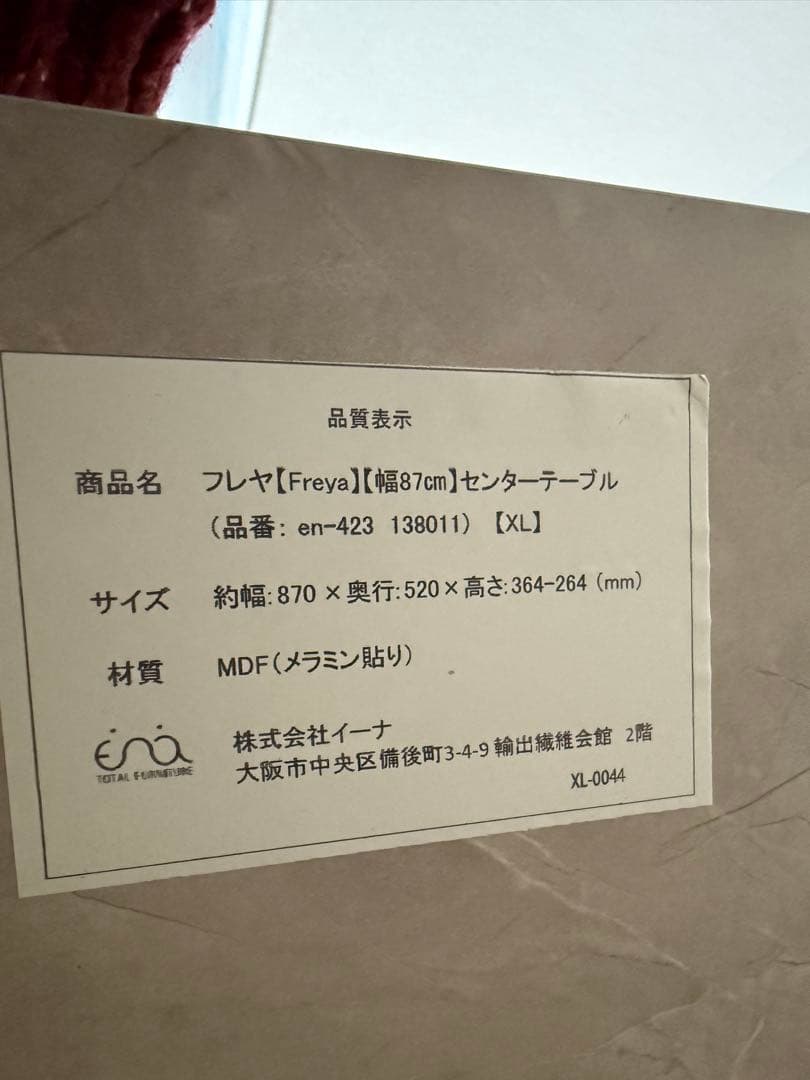 品質表示
商品名 フレヤ【Freya】【幅87cm】センターテーブル
（品番: en-423 138011）【XL】
サイズ 約幅:870×奥行:520×高さ:364-264（mm）
材質 MDF（メラミン貼り）
ena
TOTAL FURNITURE
株式会社イーナ
大阪市中央区備後町3-4-9 輸出繊維会館 2階
XL-0044